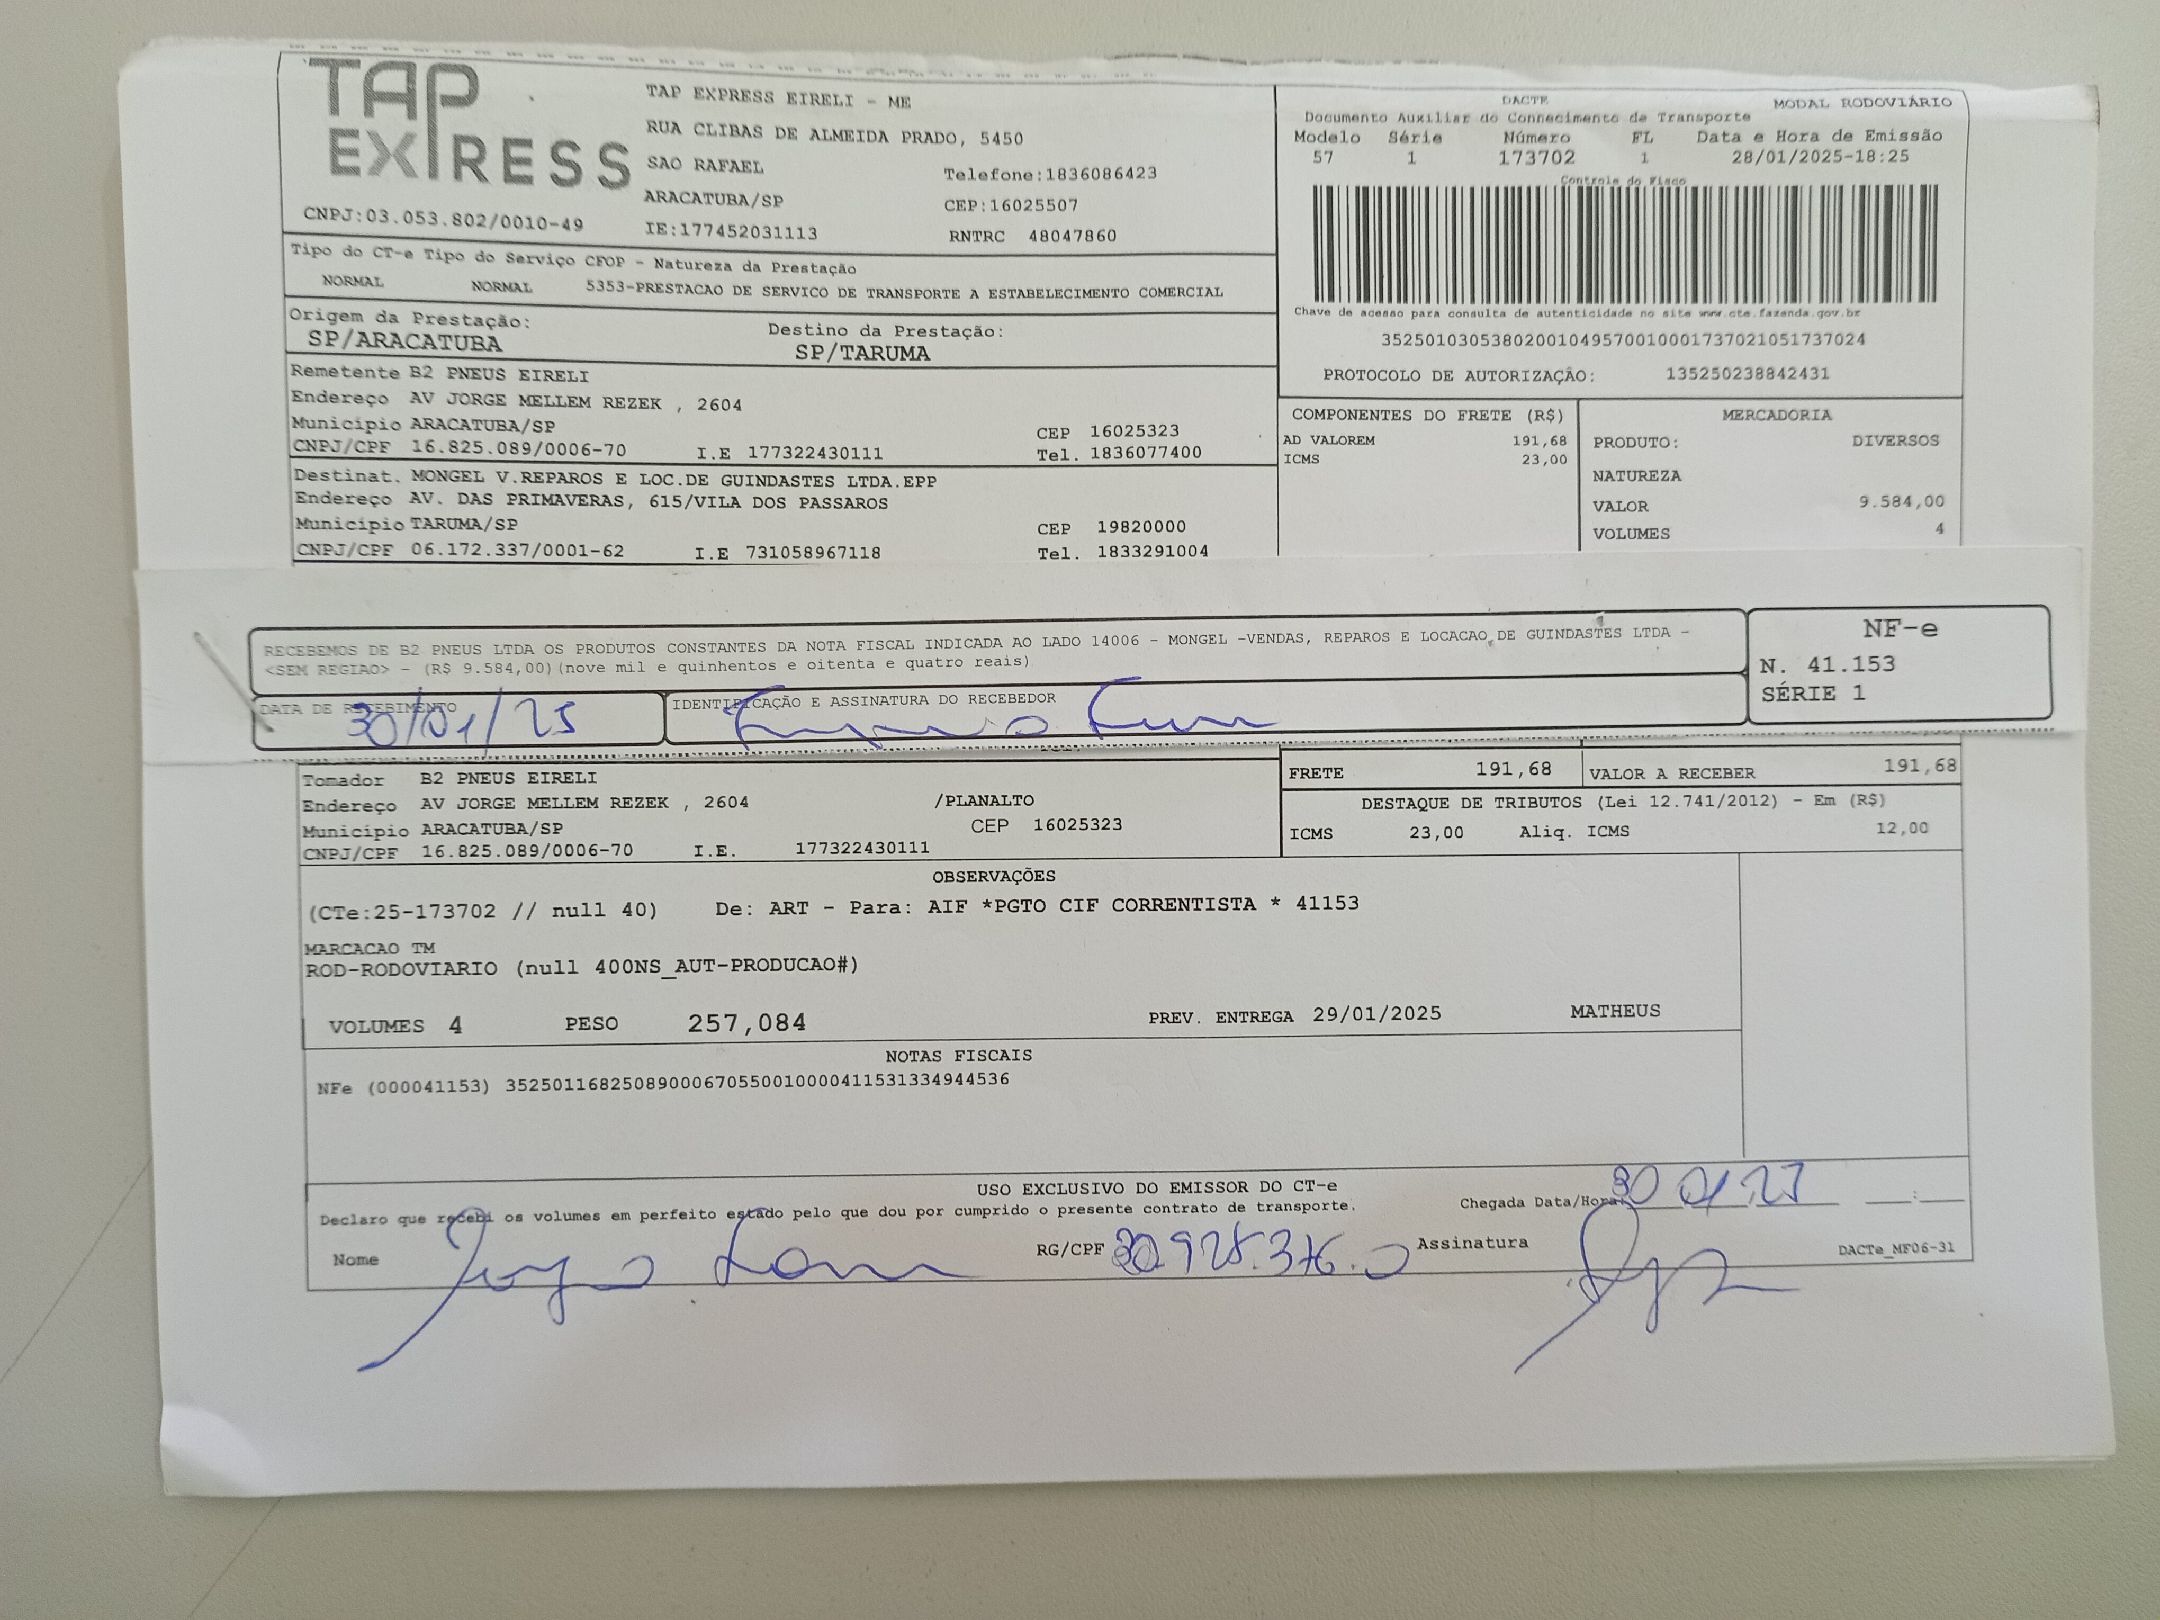 TAP EXPRESS
TAP EXPRESS EIRELI - ME
RUA CLIBAS DE ALMEIDA PRADO, 5450
SAO RAFAEL
Telefone:1836086423
ARACATUBA/SP
CEP:16025507
CNPJ:03.053.802/0010-49
IE:177452031113
RNTRC 48047860
DACTE
MODAL RODOVIÁRIO
Documento Auxiliar do Connecimento de Transporte
Modelo Série Número FL Data e Hora de Emissão
57 1 173702 1 28/01/2025-18:25
Controle do Fisco
Chave de acesso para consulta de autenticidade no site www.cte.fazenda.gov.br
35250103053802001049570010001737021051737024
PROTOCOLO DE AUTORIZAÇÃO: 135250238842431
Tipo do CT-e Tipo do Serviço CFOP - Natureza da Prestação
NORMAL NORMAL 5353-PRESTACAO DE SERVICO DE TRANSPORTE A ESTABELECIMENTO COMERCIAL
Origem da Prestação: Destino da Prestação:
SP/ARACATUBA SP/TARUMA
Remetente B2 PNEUS EIRELI
Endereço AV JORGE MELLEM REZEK , 2604
Município ARACATUBA/SP CEP 16025323
CNPJ/CPF 16.825.089/0006-70 I.E 177322430111 Tel. 1836077400
Destinat. MONGEL V.REPAROS E LOC.DE GUINDASTES LTDA.EPP
Endereço AV. DAS PRIMAVERAS, 615/VILA DOS PASSAROS
Município TARUMA/SP CEP 19820000
CNPJ/CPF 06.172.337/0001-62 I.E 731058967118 Tel. 1833291004
COMPONENTES DO FRETE (R$)
AD VALOREM 191,68
ICMS 23,00
MERCADORIA
PRODUTO: DIVERSOS
NATUREZA
VALOR 9.584,00
VOLUMES 4
RECEBEMOS DE B2 PNEUS LTDA OS PRODUTOS CONSTANTES DA NOTA FISCAL INDICADA AO LADO 14006 - MONGEL -VENDAS, REPAROS E LOCACAO DE GUINDASTES LTDA -
<SEM REGIAO> - (R$ 9.584,00)(nove mil e quinhentos e oitenta e quatro reais)
NF-e
N. 41.153
SÉRIE 1
DATA DE RECEBIMENTO
30/01/25
IDENTIFICAÇÃO E ASSINATURA DO RECEBEDOR
Tomador B2 PNEUS EIRELI
Endereço AV JORGE MELLEM REZEK , 2604 /PLANALTO
Município ARACATUBA/SP CEP 16025323
CNPJ/CPF 16.825.089/0006-70 I.E. 177322430111
FRETE 191,68 VALOR A RECEBER 191,68
DESTAQUE DE TRIBUTOS (Lei 12.741/2012) - Em (R$)
ICMS 23,00 Aliq. ICMS 12,00
OBSERVAÇÕES
(CTe:25-173702 // null 40) De: ART - Para: AIF *PGTO CIF CORRENTISTA * 41153
MARCACAO TM
ROD-RODOVIARIO (null 400NS_AUT-PRODUCAO#)
VOLUMES 4 PESO 257,084 PREV. ENTREGA 29/01/2025 MATHEUS
NOTAS FISCAIS
NFe (000041153) 35250116825089000670550010000411531334944536
USO EXCLUSIVO DO EMISSOR DO CT-e
Declaro que recebi os volumes em perfeito estado pelo que dou por cumprido o presente contrato de transporte.
Chegada Data/Hora 30 01 25 __:__
Nome
RG/CPF
Assinatura
DACTe_MF06-31